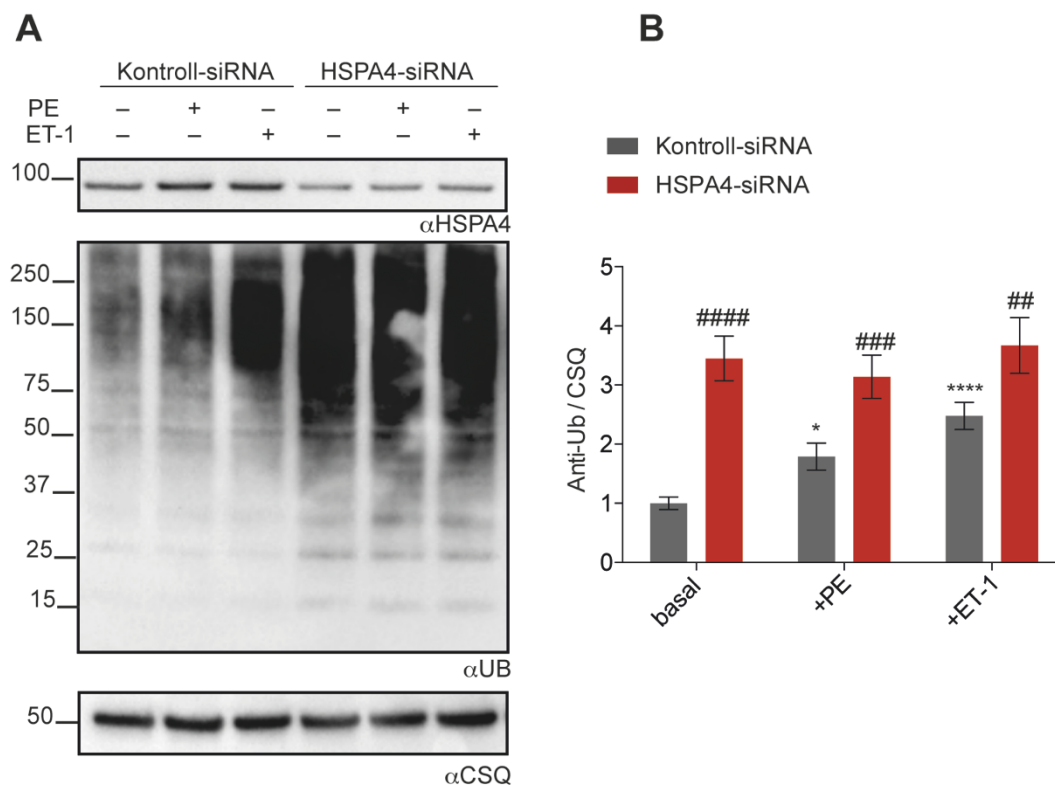 A
Kontroll-siRNA HSPA4-siRNA
PE – + – – + –
ET-1 – – + – – +
100
αHSPA4
250
150
75
50
37
25
15
αUB
50
αCSQ
B
Kontroll-siRNA
HSPA4-siRNA
Anti-Ub / CSQ
5
4
3
2
1
0
####
*
###
****
##
basal
+PE
+ET-1